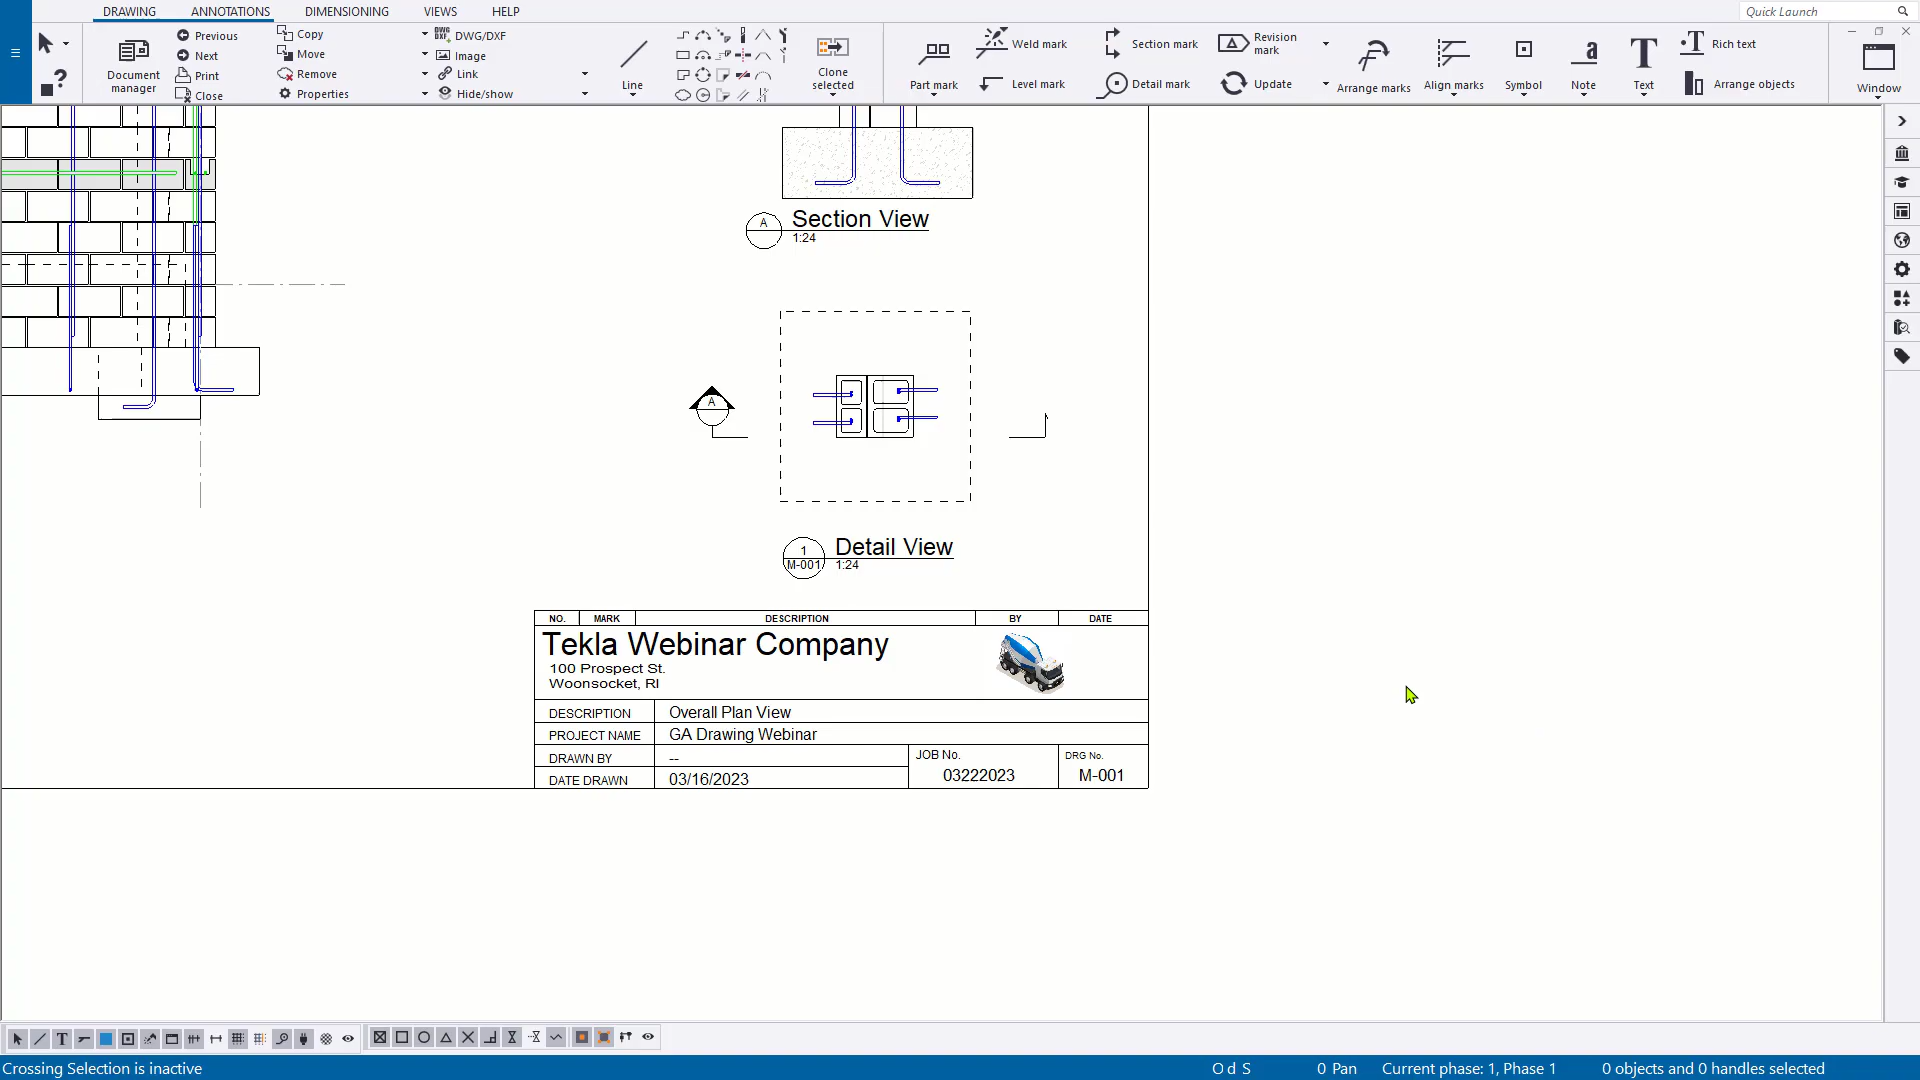 DRAWING ANNOTATIONS DIMENSIONING VIEWS HELP
Quick Launch
Document manager
Previous
Next
Print
Close
Copy
Move
Remove
Properties
DWG/DXF
Image
Link
Hide/show
Line
Clone selected
Part mark
Weld mark
Level mark
Section mark
Detail mark
Revision mark
Update
Arrange marks
Align marks
Symbol
Note
Text
Rich text
Arrange objects
Window
A Section View
1:24
A
1 Detail View
M-001 1:24
NO. MARK DESCRIPTION BY DATE
Tekla Webinar Company
100 Prospect St.
Woonsocket, RI
DESCRIPTION Overall Plan View
PROJECT NAME GA Drawing Webinar
DRAWN BY --
DATE DRAWN 03/16/2023
JOB No.
03222023
DRG No.
M-001
Crossing Selection is inactive
O d S 0 Pan Current phase: 1, Phase 1 0 objects and 0 handles selected